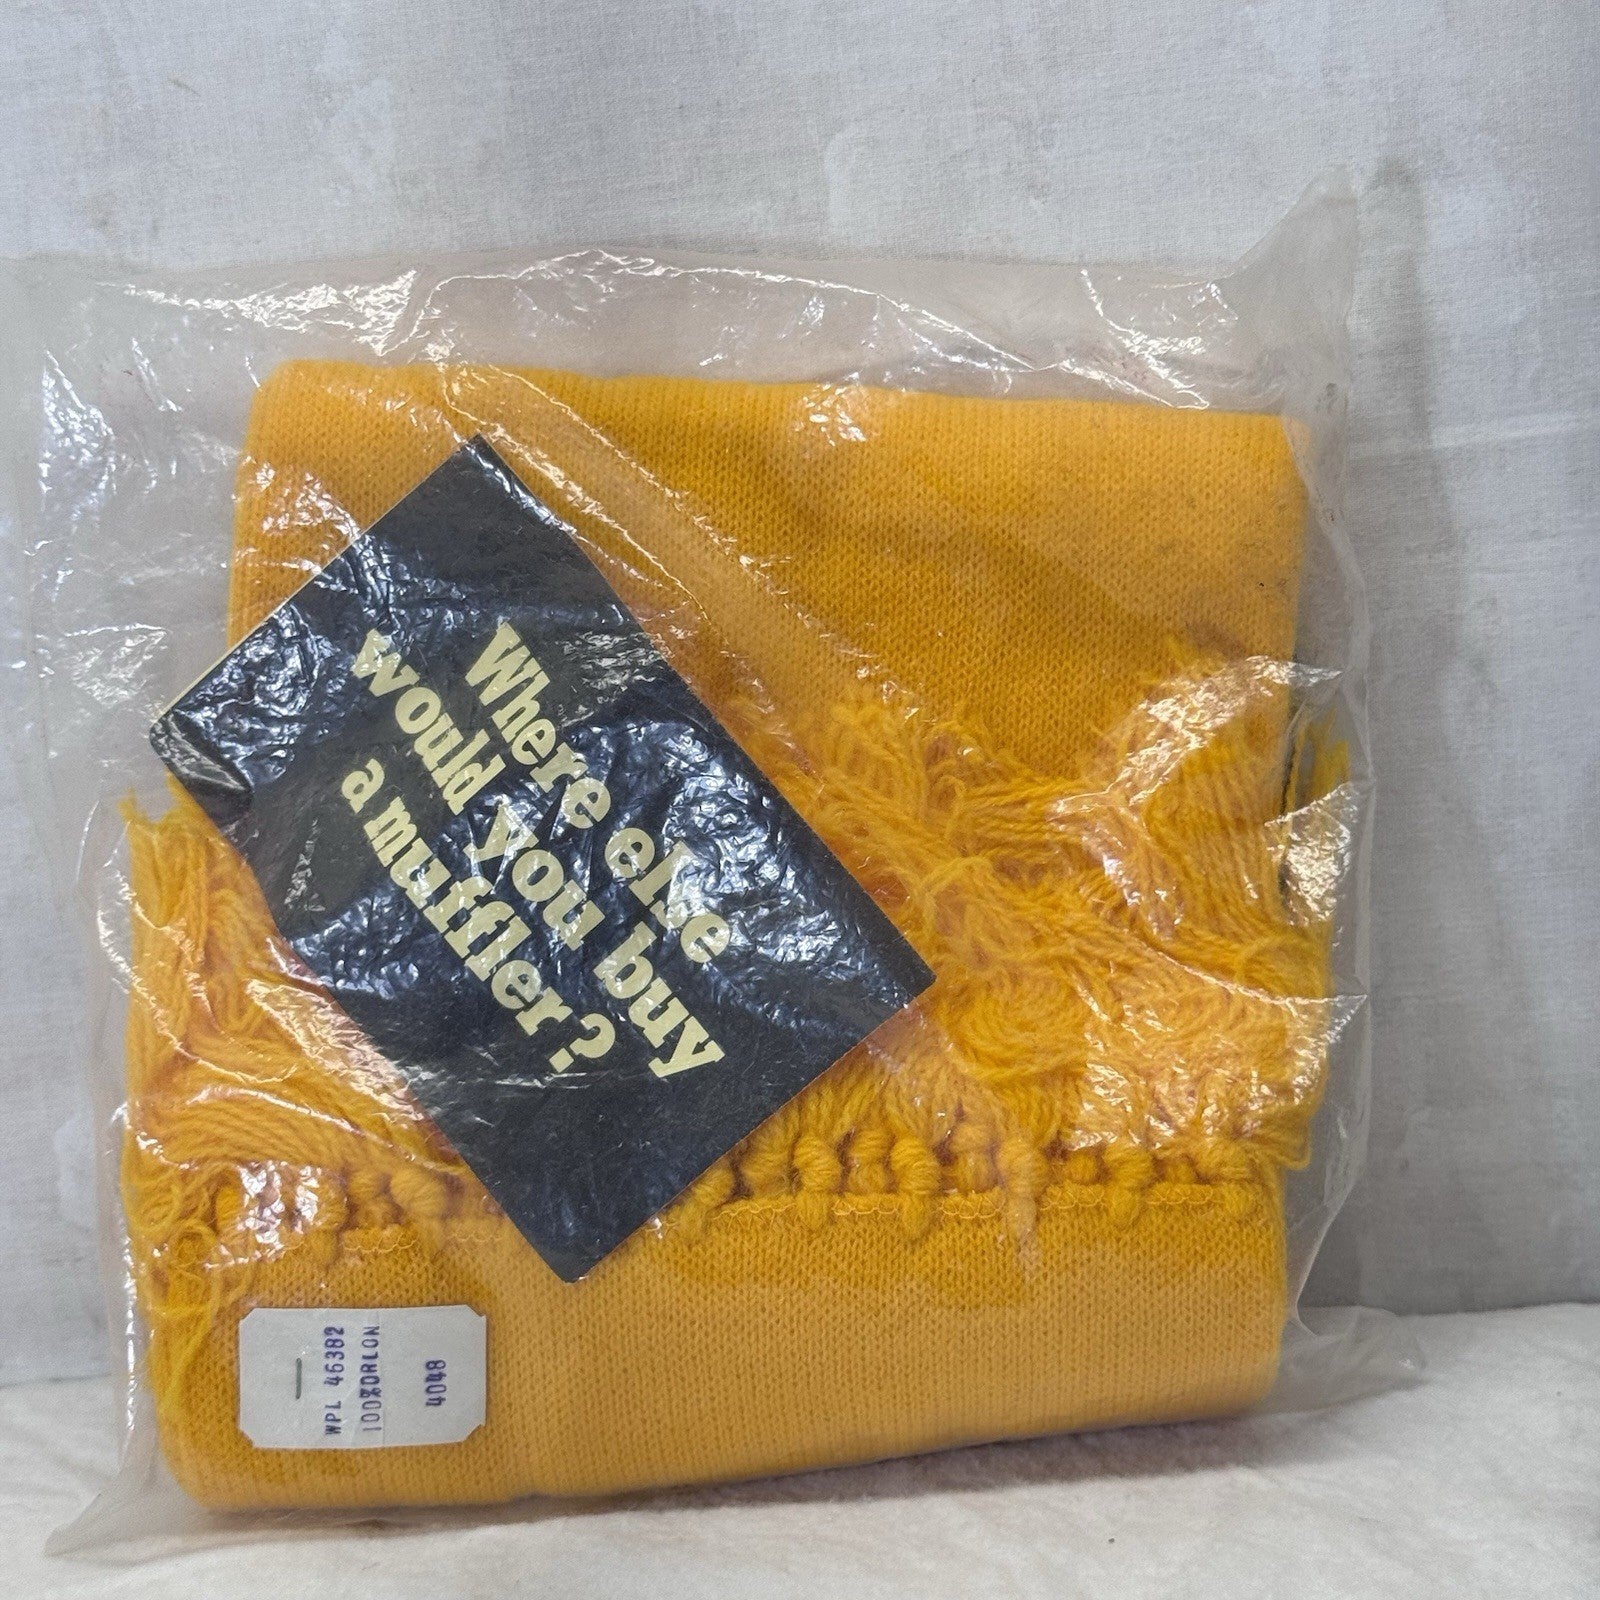 Where else
would you buy
a muffler?
WPL 46382
100%ORLON
4048